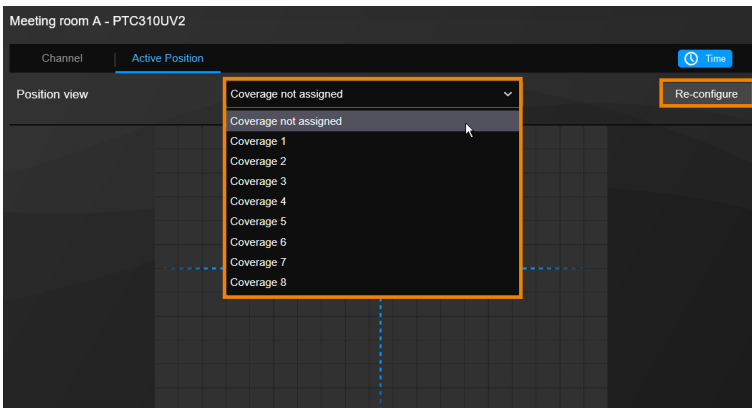 Meeting room A - PTC310UV2
Channel Active Position Time
Position view Coverage not assigned Re-configure
Coverage not assigned
Coverage 1
Coverage 2
Coverage 3
Coverage 4
Coverage 5
Coverage 6
Coverage 7
Coverage 8